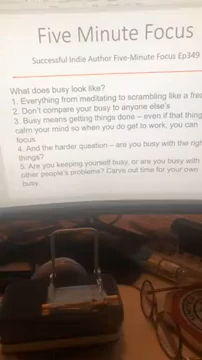 Five Minute Focus
Successful Indie Author Five-Minute Focus Ep349
What does busy look like?
1. Everything from meditating to scrambling like a
2. Don't compare your busy to anyone else's
3. Busy means getting things done – even if that thing
calm your mind so when you do get to work, you can
focus
4. And the harder question – are you busy with the
things?
5. Are you keeping yourself busy, or are you busy with
other people's problems? Carve out time for your own
busy